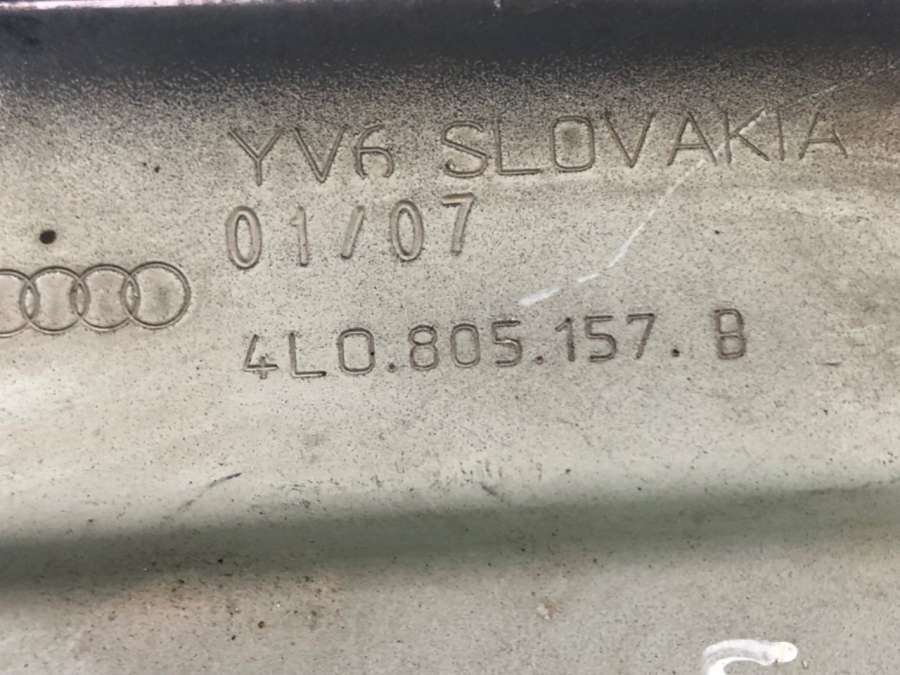 YV6 SLOVAKIA
01/07
4L0.805.157. B